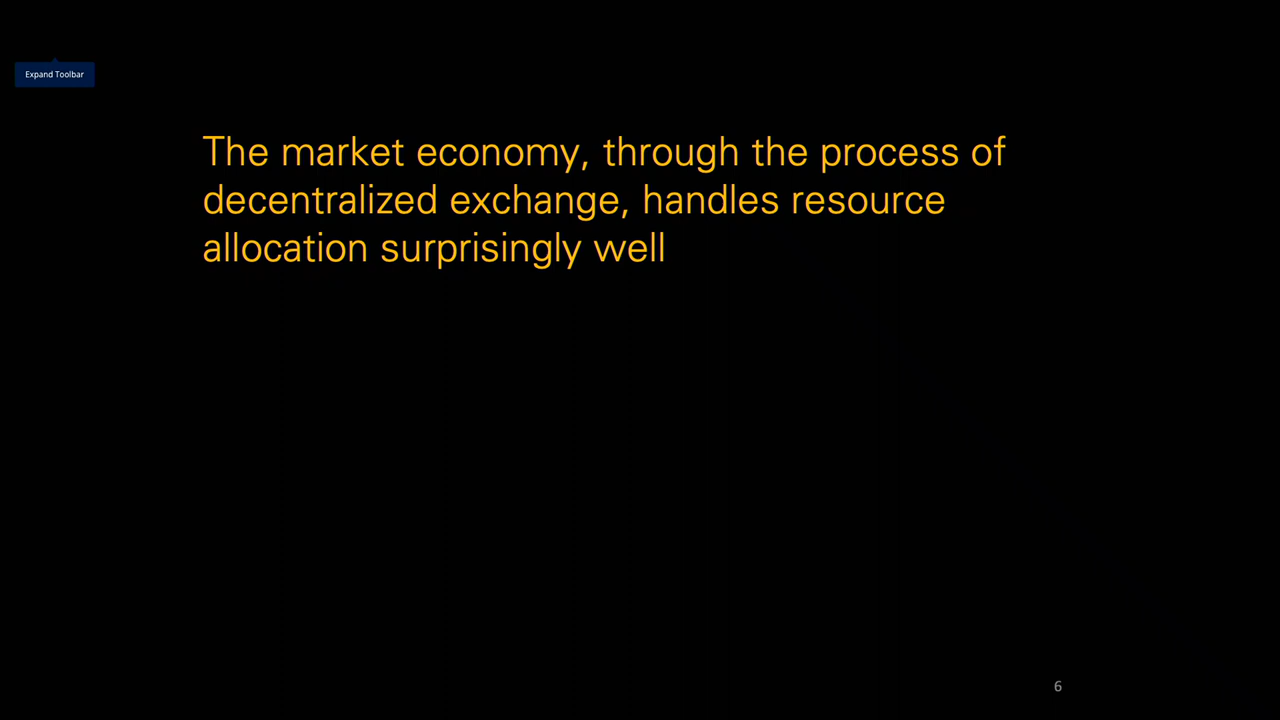 Expand Toolbar
The market economy, through the process of
decentralized exchange, handles resource
allocation surprisingly well
6